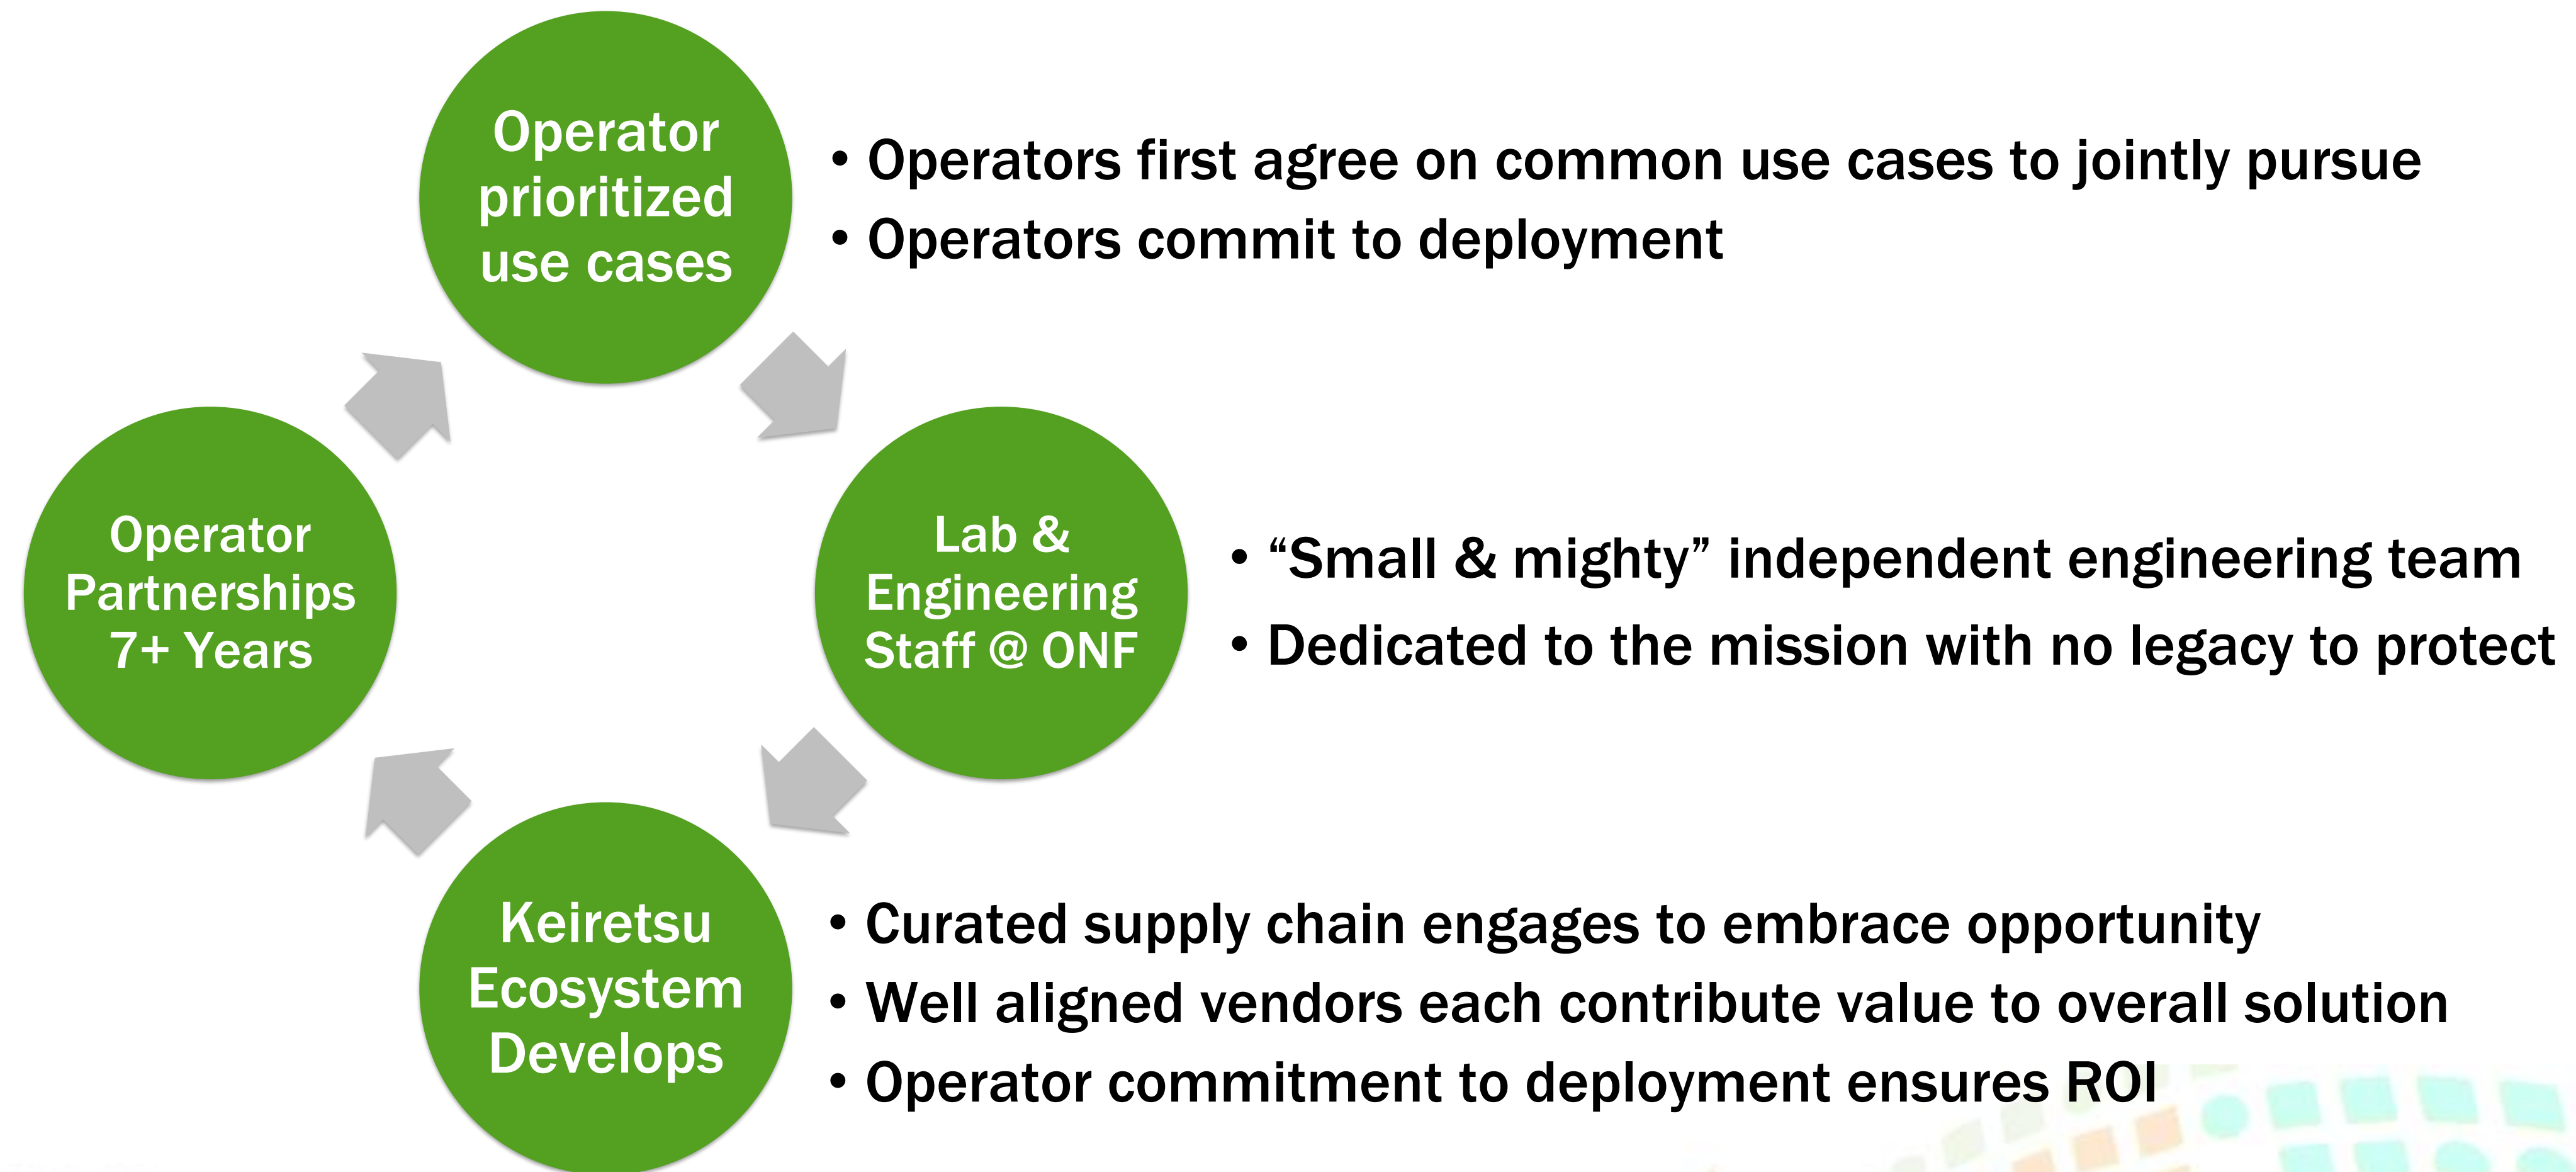 Operator
prioritized
use cases
• Operators first agree on common use cases to jointly pursue
• Operators commit to deployment
Operator
Partnerships
7+ Years
Lab &
Engineering
Staff @ ONF
• “Small & mighty” independent engineering team
• Dedicated to the mission with no legacy to protect
Keiretsu
Ecosystem
Develops
• Curated supply chain engages to embrace opportunity
• Well aligned vendors each contribute value to overall solution
• Operator commitment to deployment ensures ROI